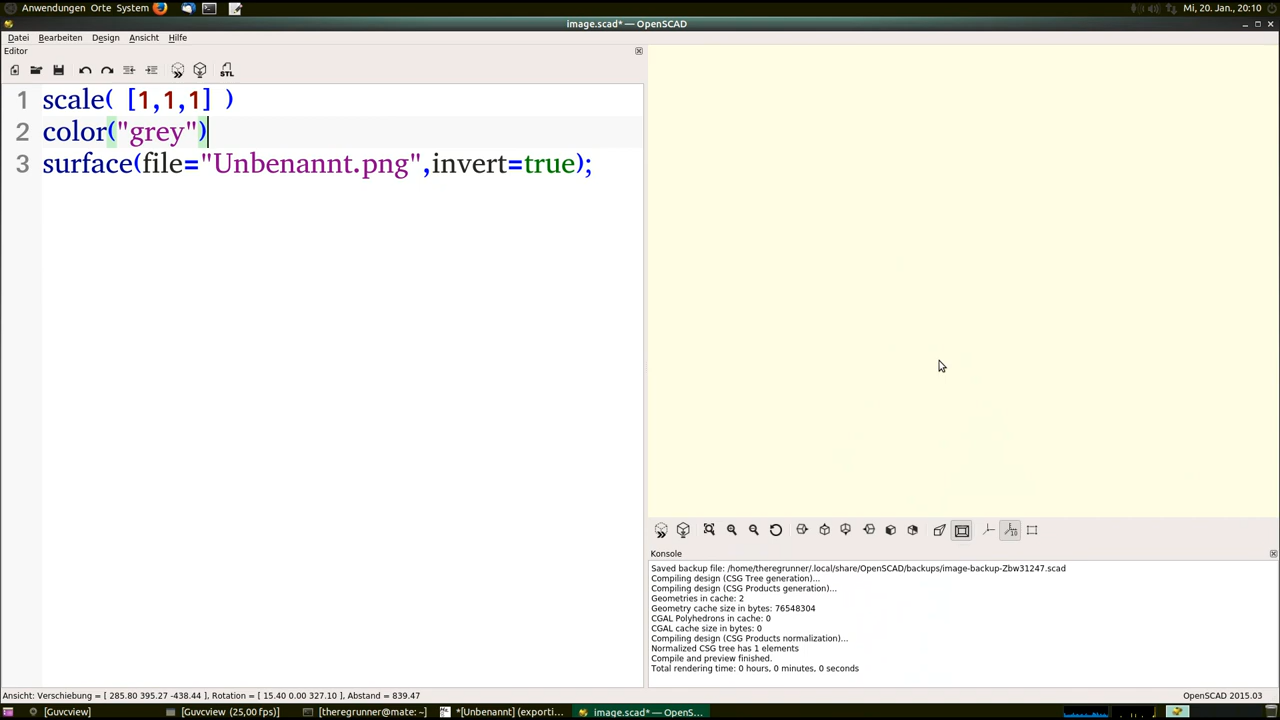 Anwendungen Orte System
Mi, 20. Jan., 20:10
image.scad* — OpenSCAD
Datei Bearbeiten Design Ansicht Hilfe
Editor
STL
1 scale( [1,1,1] )
2 color("grey")
3 surface(file="Unbenannt.png",invert=true);
10
Konsole
Saved backup file: /home/theregrunner/.local/share/OpenSCAD/backups/image-backup-Zbw31247.scad
Compiling design (CSG Tree generation)...
Compiling design (CSG Products generation)...
Geometries in cache: 2
Geometry cache size in bytes: 76548304
CGAL Polyhedrons in cache: 0
CGAL cache size in bytes: 0
Compiling design (CSG Products normalization)...
Normalized CSG tree has 1 elements
Compile and preview finished.
Total rendering time: 0 hours, 0 minutes, 0 seconds
Ansicht: Verschiebung = [ 285.80 395.27 -438.44 ], Rotation = [ 15.40 0.00 327.10 ], Abstand = 839.47
OpenSCAD 2015.03
[Guvcview] [Guvcview (25,00 fps)] [theregrunner@mate: ~] *[Unbenannt] (exporti... image.scad* — OpenS...